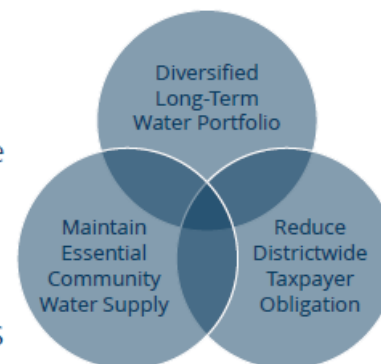 Diversified
Long-Term
Water Portfolio
e
Maintain
Essential
Community
Water Supply
Reduce
Districtwide
Taxpayer
Obligation
s